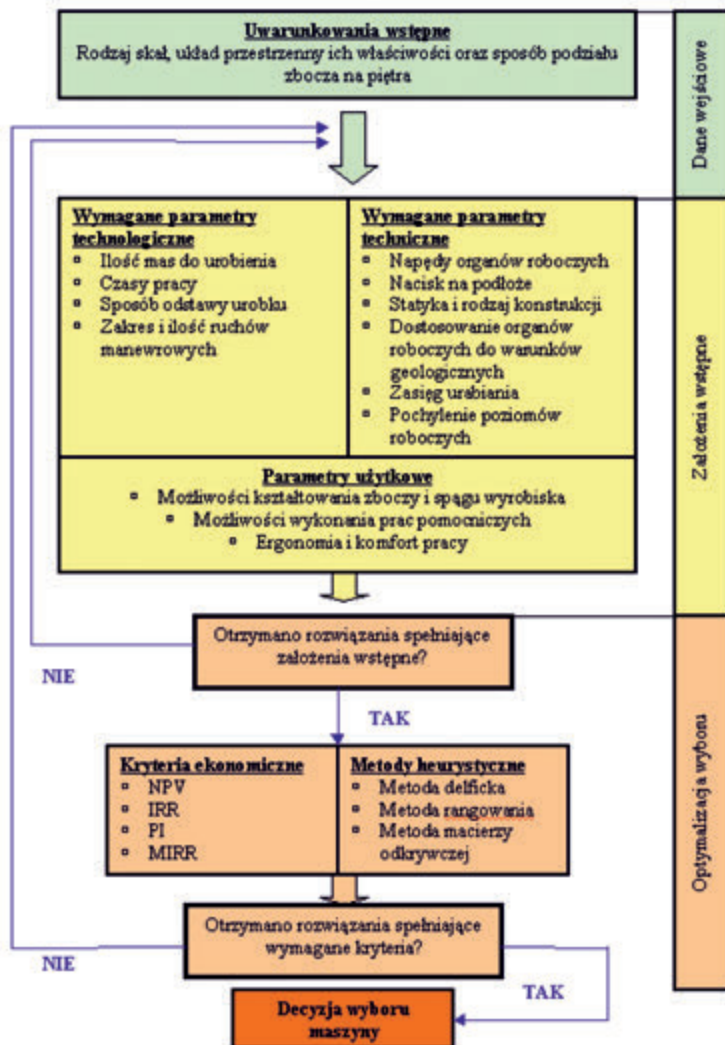 Uwarunkowania wstępne
Rodzaj skał, układ przestrzenny ich właściwości oraz sposób podziału
zbocza na piętra
Dane wejściowe
Wymagane parametry
technologiczne
▫ Ilość mas do urobienia
▫ Czasy pracy
▫ Sposób odstawy urobku
▫ Zakres i ilość ruchów
manewrowych
Wymagane parametry
techniczne
▫ Napędy organów roboczych
▫ Nacisk na podłoże
▫ Statyka i rodzaj konstrukcji
▫ Dostosowanie organów
roboczych do warunków
geologicznych
▫ Zasięg urabiania
▫ Pochylenie poziomów
roboczych
Parametry użytkowe
▫ Możliwości kształtowania zboczy i spągu wyrobiska
▫ Możliwości wykonania prac pomocniczych
▫ Ergonomia i komfort pracy
Założenia wstępne
Otrzymano rozwiązania spełniające
założenia wstępne?
NIE
TAK
Kryteria ekonomiczne
▫ NPV
▫ IRR
▫ PI
▫ MIRR
Metody heurystyczne
▫ Metoda delficka
▫ Metoda rangowania
▫ Metoda macierzy
odkrywczej
Optymalizacja wyboru
Otrzymano rozwiązania spełniające
wymagane kryteria?
NIE
TAK
Decyzja wyboru
maszyny